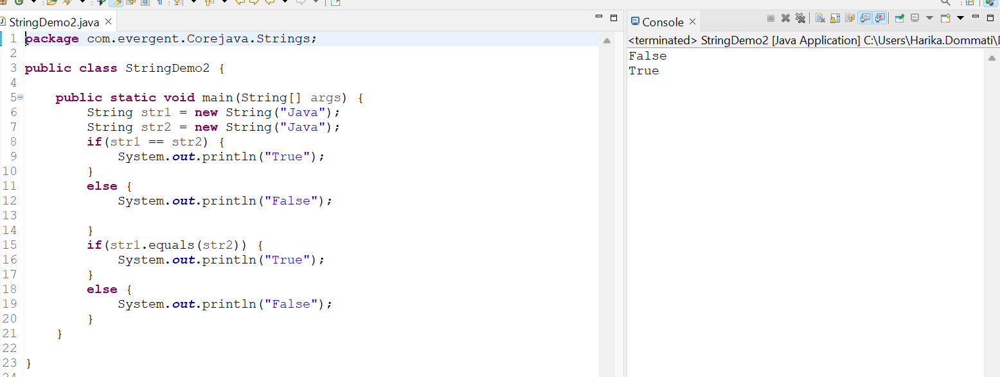 StringDemo2.java
1 package com.evergent.Corejava.Strings;
2
3 public class StringDemo2 {
4
5     public static void main(String[] args) {
6         String str1 = new String("Java");
7         String str2 = new String("Java");
8         if(str1 == str2) {
9             System.out.println("True");
10         }
11         else {
12             System.out.println("False");
13
14         }
15         if(str1.equals(str2)) {
16             System.out.println("True");
17         }
18         else {
19             System.out.println("False");
20         }
21     }
22
23 }
24
Console
<terminated> StringDemo2 [Java Application] C:\Users\Harika.Dommati\
False
True